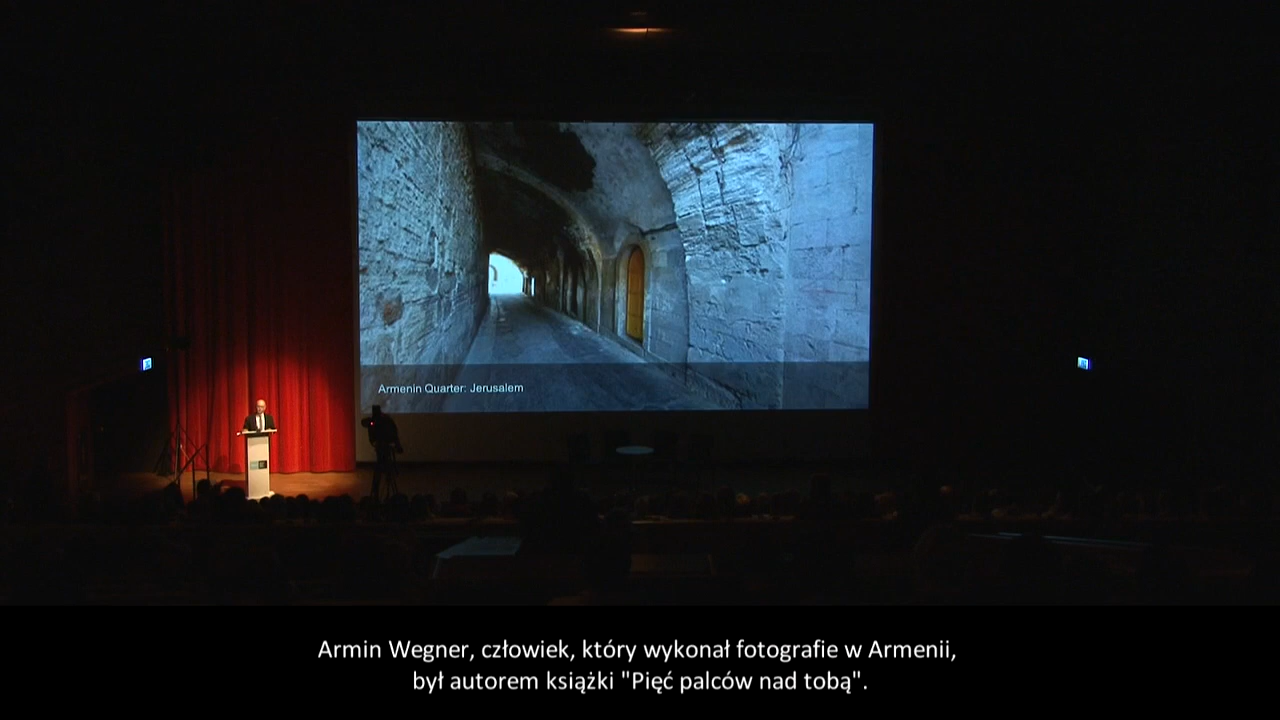 Armenin Quarter: Jerusalem
Armin Wegner, człowiek, który wykonał fotografie w Armenii,
był autorem książki "Pięć palców nad tobą".